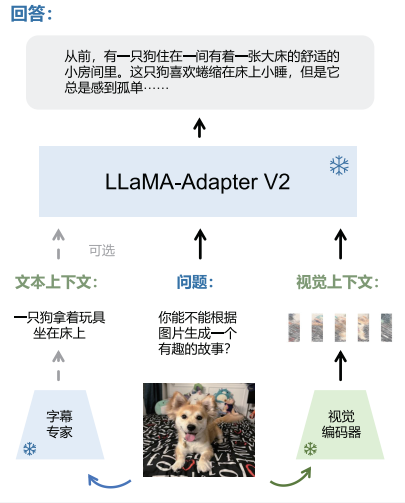 回答：
从前，有一只狗住在一间有着一张大床的舒适的
小房间里。这只狗喜欢蜷缩在床上小睡，但是它
总是感到孤单……
LLaMA-Adapter V2
可选
文本上下文：
问题：
视觉上下文：
一只狗拿着玩具
坐在床上
你能不能根据
图片生成一个
有趣的故事？
字幕
专家
视觉
编码器